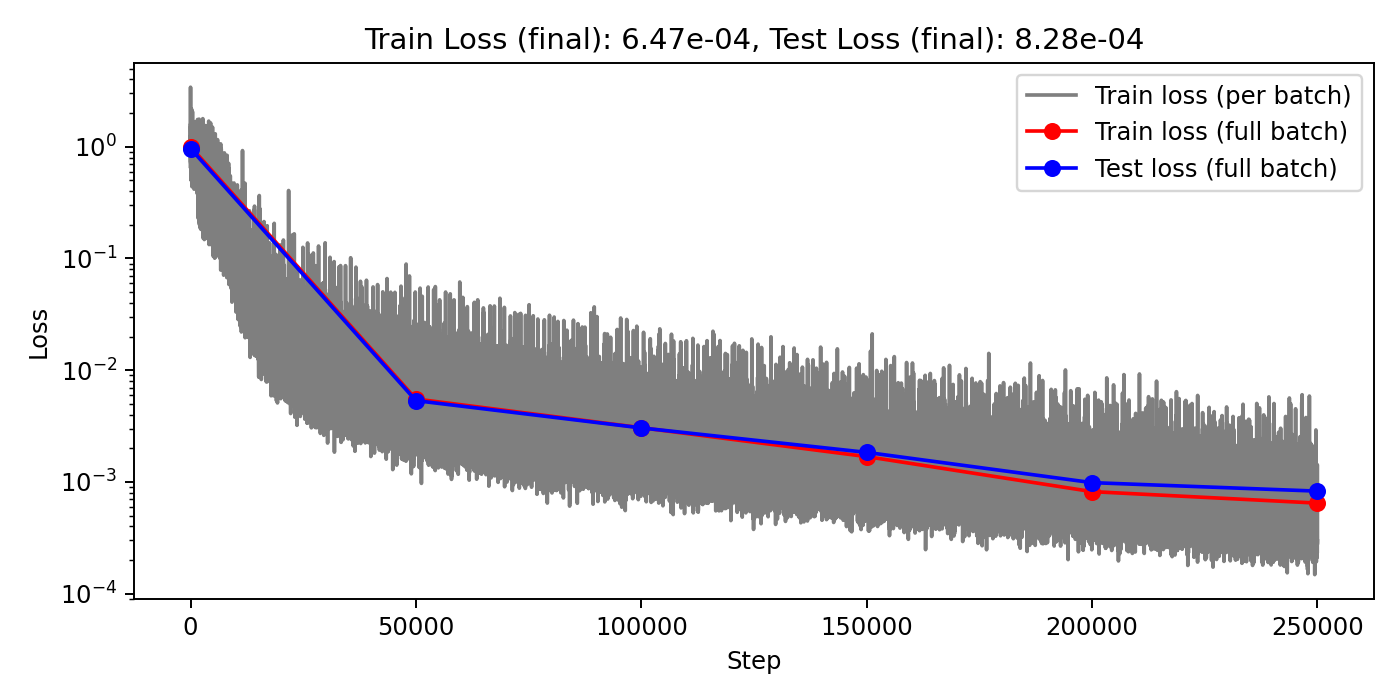 Train Loss (final): 6.47e-04, Test Loss (final): 8.28e-04
Train loss (per batch)
Train loss (full batch)
Test loss (full batch)
Loss
10⁰
10⁻¹
10⁻²
10⁻³
10⁻⁴
0 50000 100000 150000 200000 250000
Step